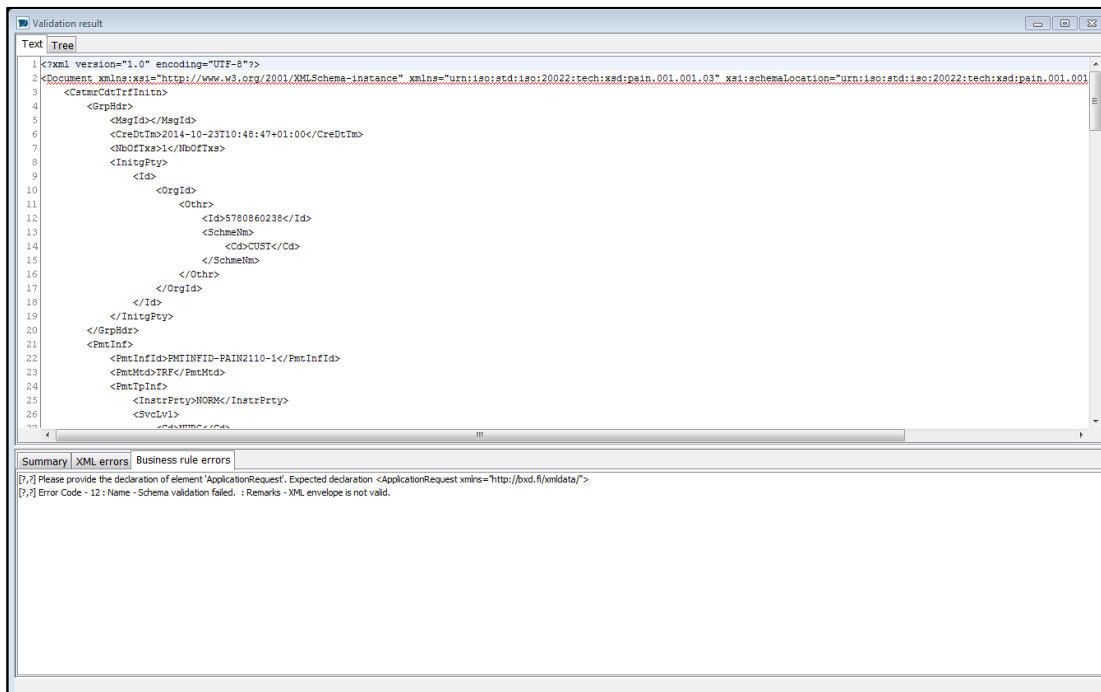 Validation result
Text Tree
1 <?xml version="1.0" encoding="UTF-8"?>
2 <Document xmlns:xsi="http://www.w3.org/2001/XMLSchema-instance" xmlns="urn:iso:std:iso:20022:tech:xsd:pain.001.001.03" xsi:schemaLocation="urn:iso:std:iso:20022:tech:xsd:pain.001.001
3 <CstmrCdtTrfInitn>
4 <GrpHdr>
5 <MsgId></MsgId>
6 <CreDtTm>2014-10-23T10:48:47+01:00</CreDtTm>
7 <NbOfTxs>1</NbOfTxs>
8 <InitgPty>
9 <Id>
10 <OrgId>
11 <Othr>
12 <Id>5780860238</Id>
13 <SchmeNm>
14 <Cd>CUST</Cd>
15 </SchmeNm>
16 </Othr>
17 </OrgId>
18 </Id>
19 </InitgPty>
20 </GrpHdr>
21 <PmtInf>
22 <PmtInfId>PMTINFID-PAIN2110-1</PmtInfId>
23 <PmtMtd>TRF</PmtMtd>
24 <PmtTpInf>
25 <InstrPrty>NORM</InstrPrty>
26 <SvcLvl>
27 <Cd>NURG</Cd>
Summary XML errors Business rule errors
[?,?] Please provide the declaration of element 'ApplicationRequest'. Expected declaration <ApplicationRequest xmlns="http://bxd.fi/xmldata/">
[?,?] Error Code - 12 : Name - Schema validation failed. : Remarks - XML envelope is not valid.